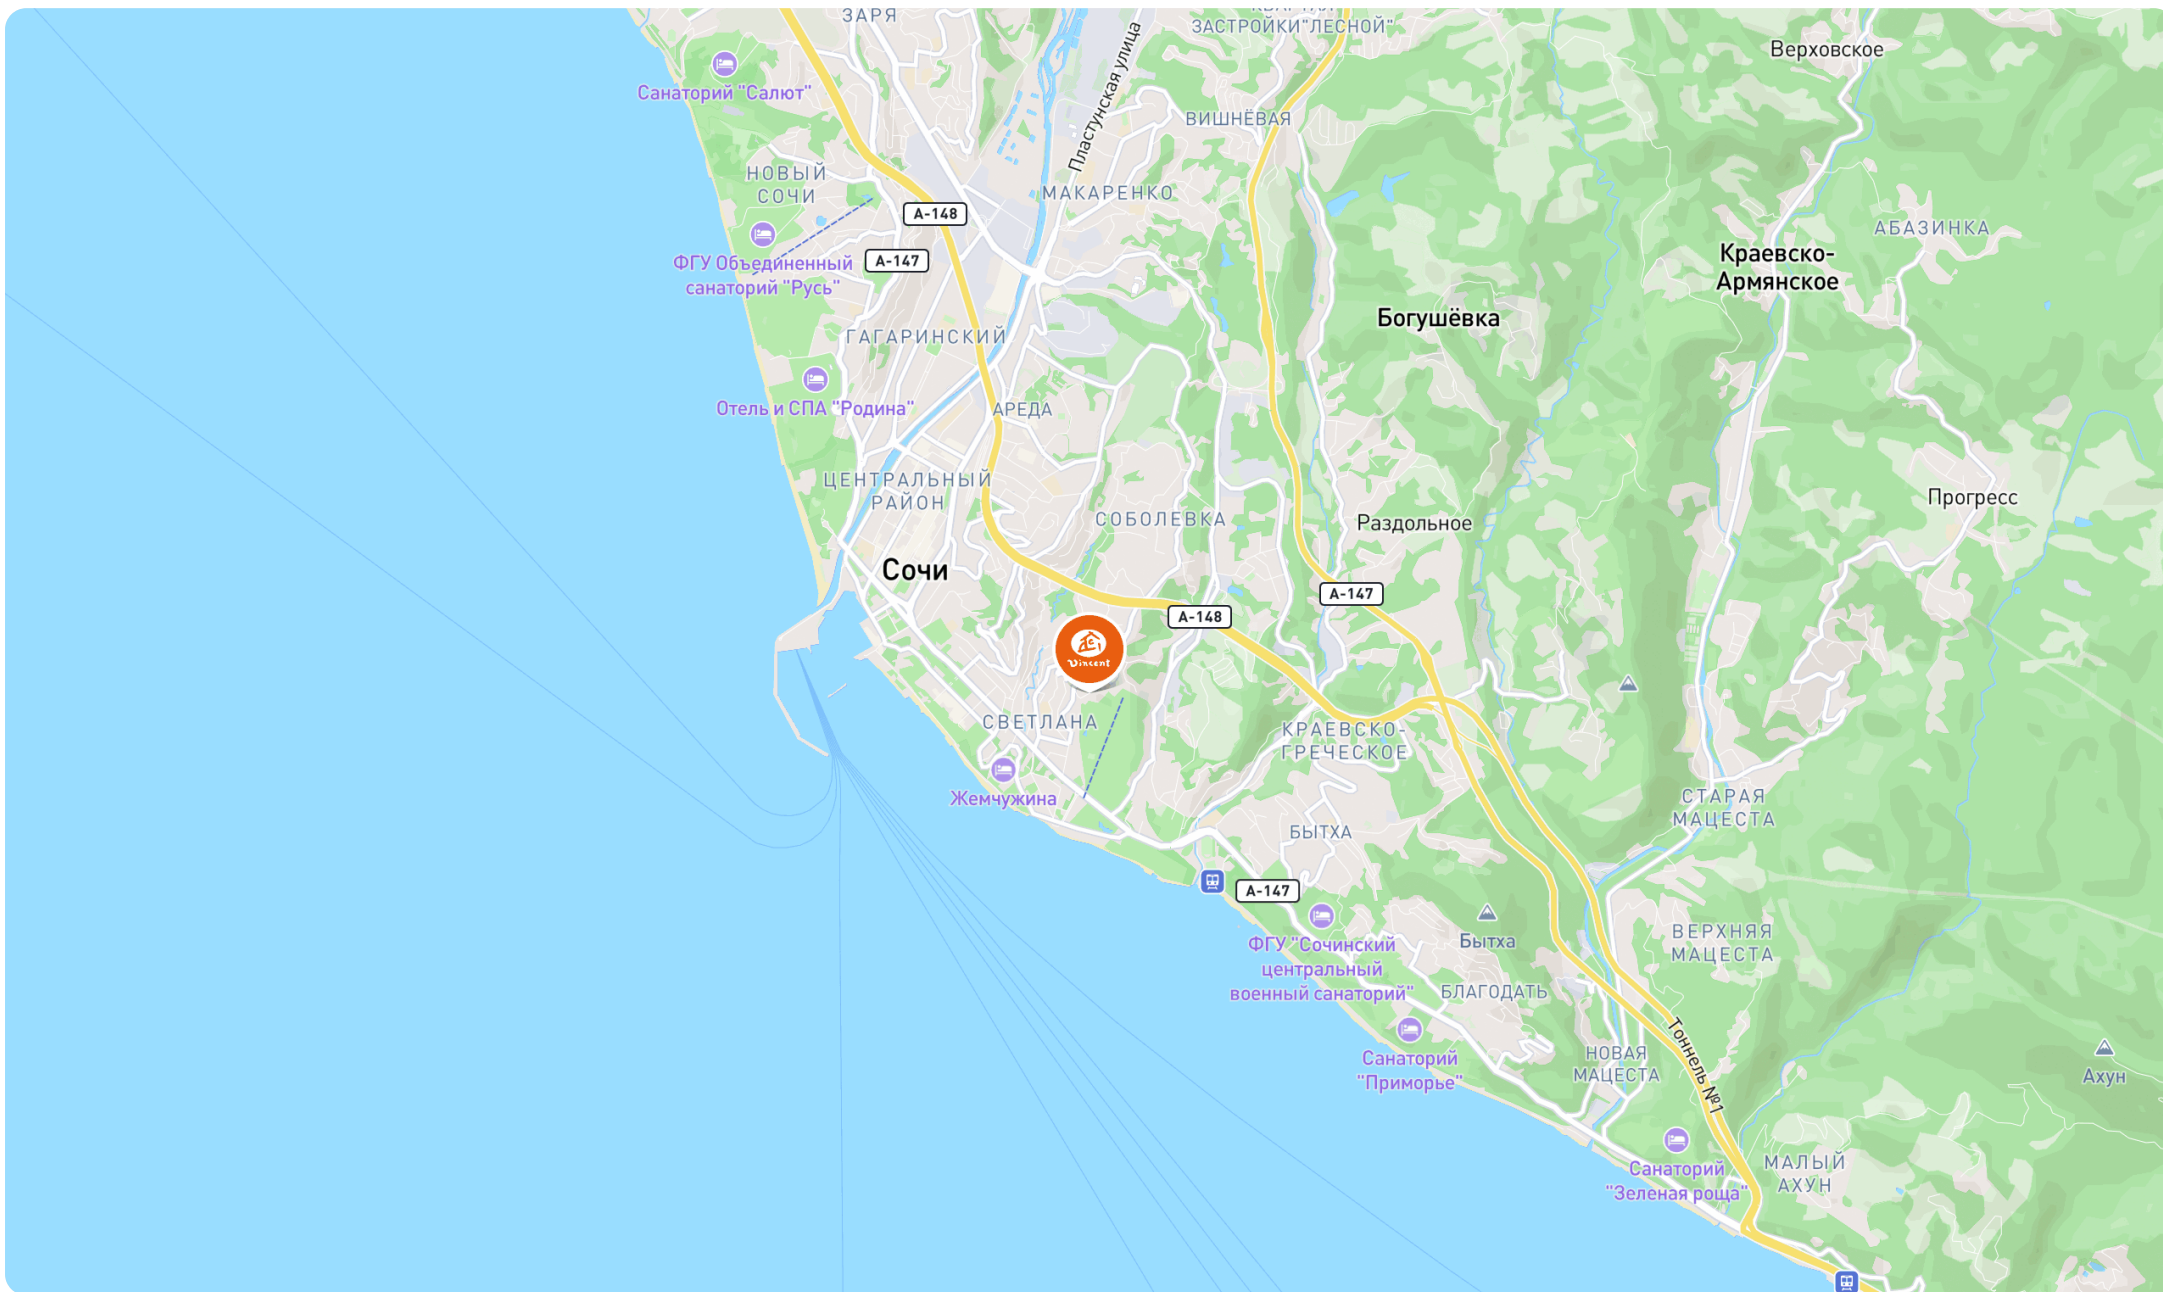 ЗАРЯ
КВАРТАЛ
ЗАСТРОЙКИ"ЛЕСНОЙ"
Верховское
Санаторий "Салют"
Пластунская улица
ВИШНЁВАЯ
НОВЫЙ
СОЧИ
МАКАРЕНКО
А-148
АБАЗИНКА
А-147
ФГУ Объединенный
санаторий "Русь"
Краевско-
Армянское
Богушёвка
ГАГАРИНСКИЙ
Отель и СПА "Родина"
АРЕДА
ЦЕНТРАЛЬНЫЙ
РАЙОН
Прогресс
СОБОЛЕВКА
Раздольное
Сочи
А-147
А-148
Vincent
СВЕТЛАНА
КРАЕВСКО-
ГРЕЧЕСКОЕ
Жемчужина
СТАРАЯ
МАЦЕСТА
БЫТХА
А-147
ФГУ "Сочинский
центральный
военный санаторий"
Бытха
ВЕРХНЯЯ
МАЦЕСТА
БЛАГОДАТЬ
Санаторий
"Приморье"
НОВАЯ
МАЦЕСТА
Тоннель №1
Ахун
Санаторий
"Зеленая роща"
МАЛЫЙ
АХУН